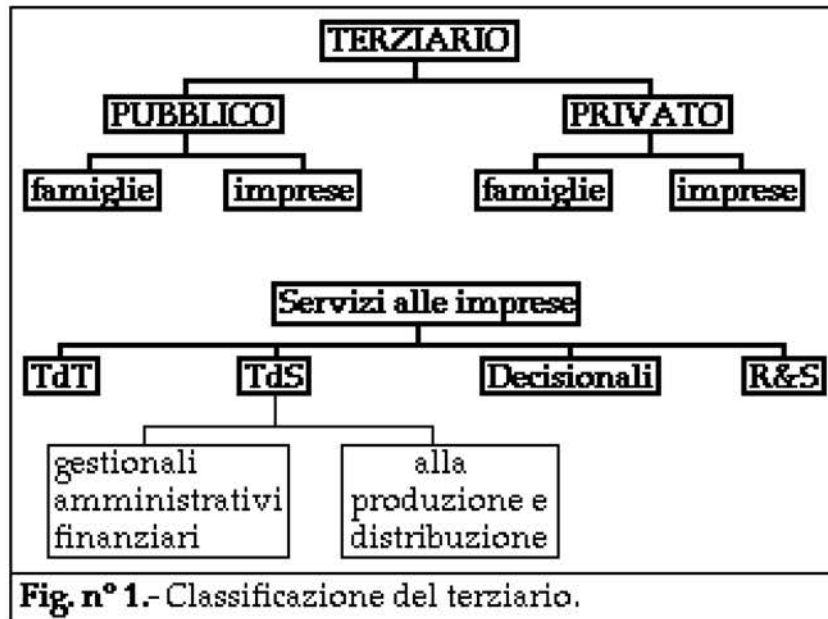 TERZIARIO
PUBBLICO PRIVATO
famiglie imprese famiglie imprese
Servizi alle imprese
TdT TdS Decisionali R&S
gestionali
amministrativi
finanziari
alla
produzione e
distribuzione
Fig. n° 1.- Classificazione del terziario.